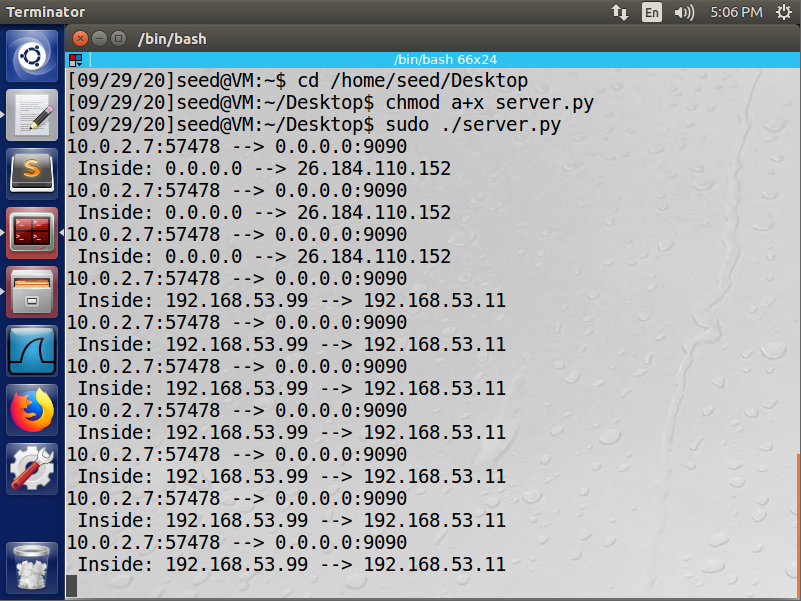 Terminator
En
5:06 PM
/bin/bash
/bin/bash 66x24
[09/29/20]seed@VM:~$ cd /home/seed/Desktop
[09/29/20]seed@VM:~/Desktop$ chmod a+x server.py
[09/29/20]seed@VM:~/Desktop$ sudo ./server.py
10.0.2.7:57478 --> 0.0.0.0:9090
 Inside: 0.0.0.0 --> 26.184.110.152
10.0.2.7:57478 --> 0.0.0.0:9090
 Inside: 0.0.0.0 --> 26.184.110.152
10.0.2.7:57478 --> 0.0.0.0:9090
 Inside: 0.0.0.0 --> 26.184.110.152
10.0.2.7:57478 --> 0.0.0.0:9090
 Inside: 192.168.53.99 --> 192.168.53.11
10.0.2.7:57478 --> 0.0.0.0:9090
 Inside: 192.168.53.99 --> 192.168.53.11
10.0.2.7:57478 --> 0.0.0.0:9090
 Inside: 192.168.53.99 --> 192.168.53.11
10.0.2.7:57478 --> 0.0.0.0:9090
 Inside: 192.168.53.99 --> 192.168.53.11
10.0.2.7:57478 --> 0.0.0.0:9090
 Inside: 192.168.53.99 --> 192.168.53.11
10.0.2.7:57478 --> 0.0.0.0:9090
 Inside: 192.168.53.99 --> 192.168.53.11
10.0.2.7:57478 --> 0.0.0.0:9090
 Inside: 192.168.53.99 --> 192.168.53.11